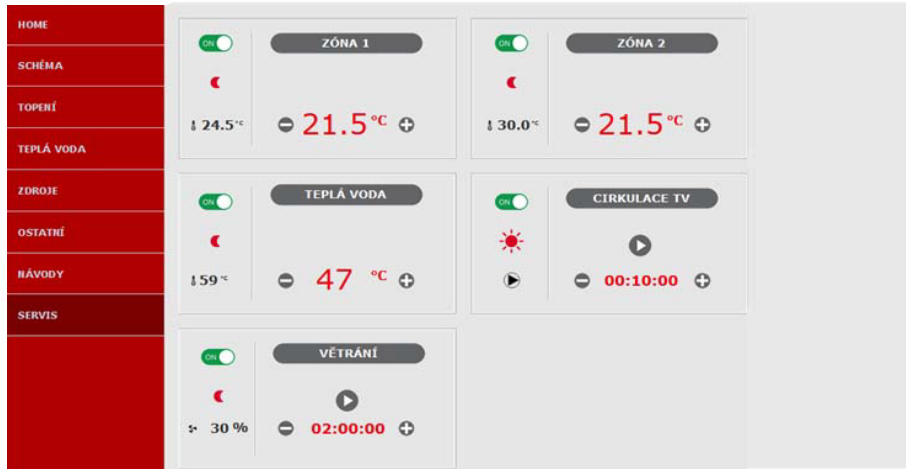 HOME
SCHÉMA
TOPENÍ
TEPLÁ VODA
ZDROJE
OSTATNÍ
NÁVODY
SERVIS
ON
ZÓNA 1
24.5°C
21.5°C
ON
ZÓNA 2
30.0°C
21.5°C
ON
TEPLÁ VODA
59°C
47 °C
ON
CIRKULACE TV
00:10:00
ON
VĚTRÁNÍ
30 %
02:00:00